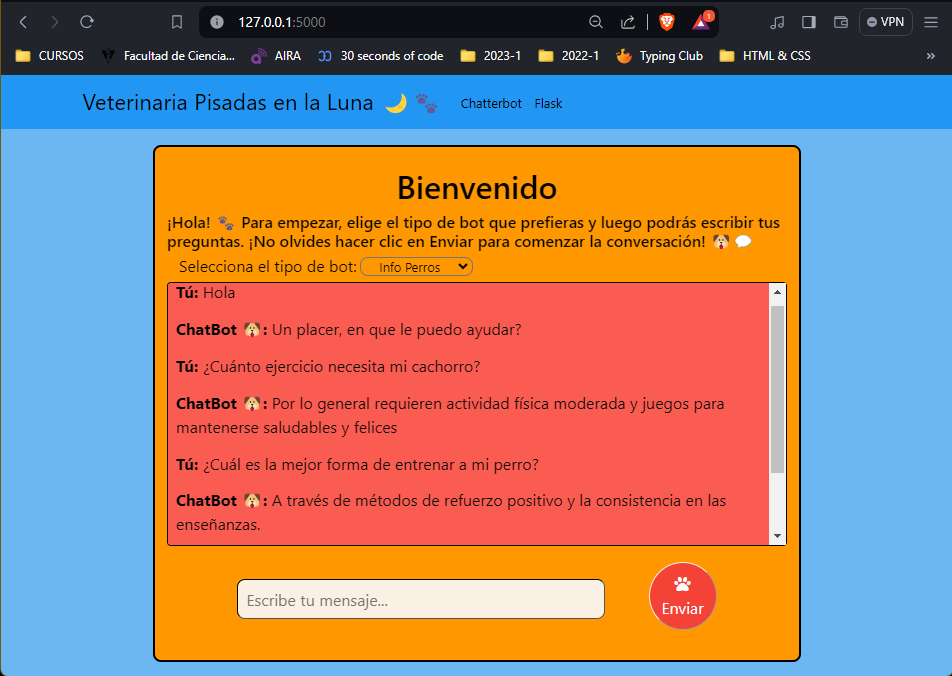 127.0.0.1:5000
1
VPN
CURSOS Facultad de Ciencia... AIRA 30 seconds of code 2023-1 2022-1 Typing Club HTML & CSS »
Veterinaria Pisadas en la Luna 🌙 🐾 Chatterbot Flask
Bienvenido
¡Hola! 🐾 Para empezar, elige el tipo de bot que prefieras y luego podrás escribir tus
preguntas. ¡No olvides hacer clic en Enviar para comenzar la conversación! 🐶 💬
Selecciona el tipo de bot: Info Perros
Tú: Hola
ChatBot 🐶: Un placer, en que le puedo ayudar?
Tú: ¿Cuánto ejercicio necesita mi cachorro?
ChatBot 🐶: Por lo general requieren actividad física moderada y juegos para
mantenerse saludables y felices
Tú: ¿Cuál es la mejor forma de entrenar a mi perro?
ChatBot 🐶: A través de métodos de refuerzo positivo y la consistencia en las
enseñanzas.
Escribe tu mensaje...
Enviar